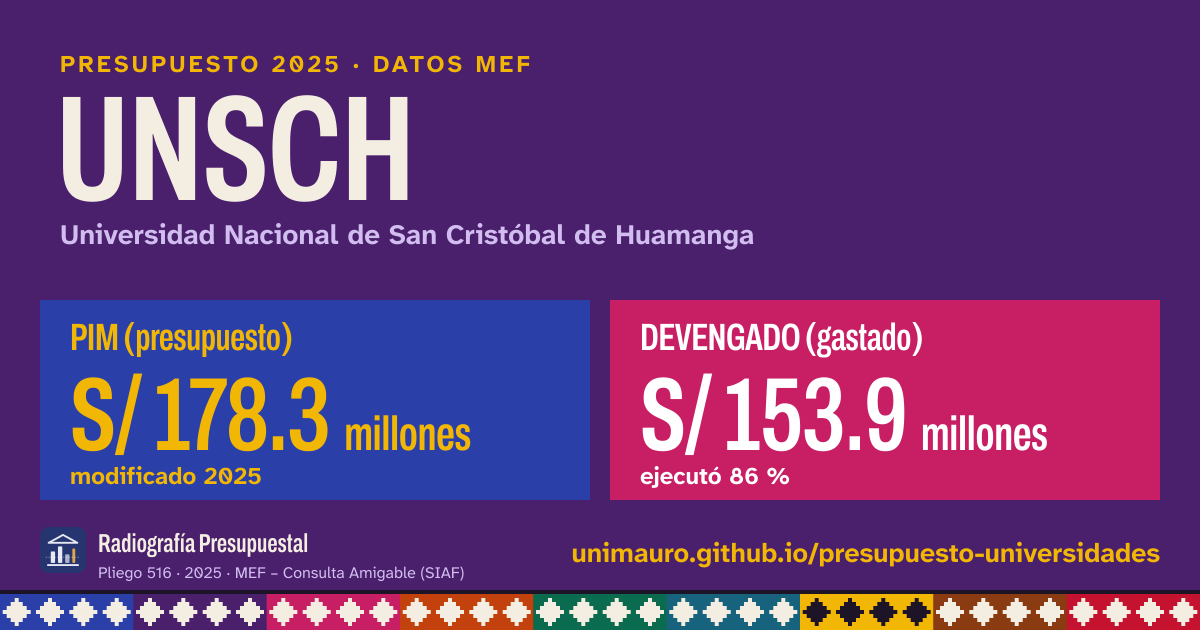 PRESUPUESTO 2025 · DATOS MEF
UNSCH
Universidad Nacional de San Cristóbal de Huamanga
PIM (presupuesto)
S/ 178.3 millones
modificado 2025
DEVENGADO (gastado)
S/ 153.9 millones
ejecutó 86 %
Radiografía Presupuestal
Pliego 516 · 2025 · MEF – Consulta Amigable (SIAF)
unimauro.github.io/presupuesto-universidades